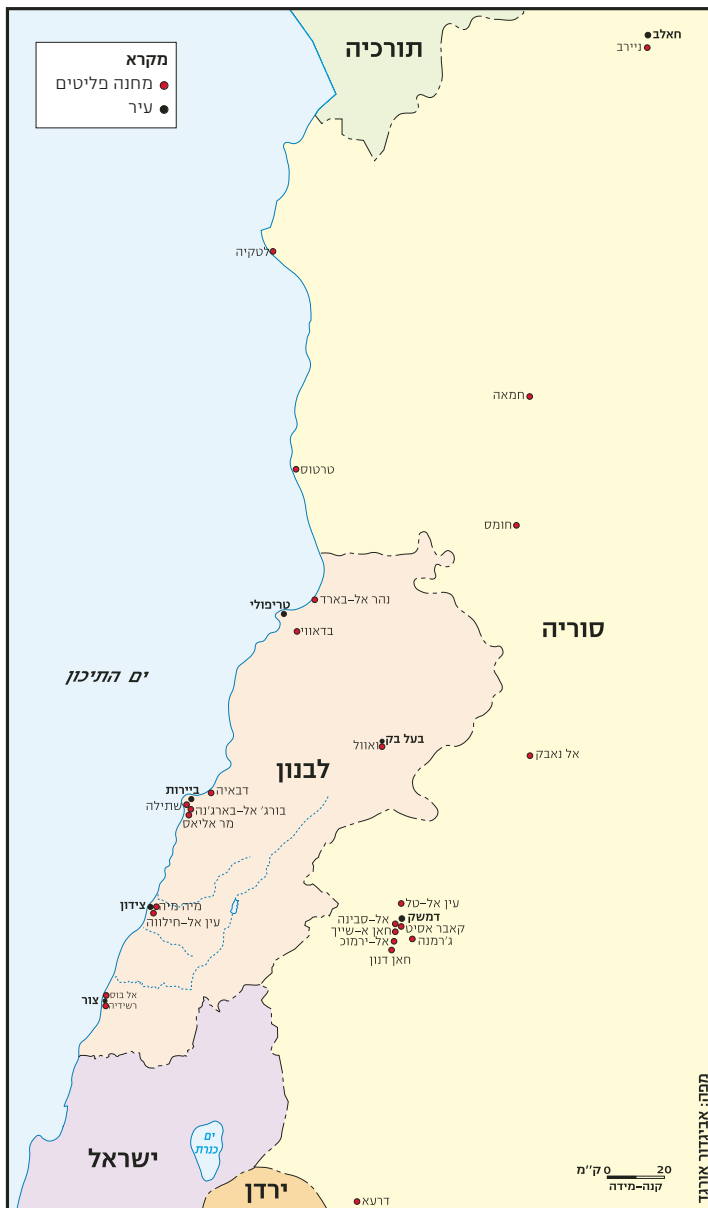 מקרא
מחנה פליטים
עיר
תורכיה
חאלב
ניירב
לטקיה
חמאה
טרטוס
חומס
נהר אל-בארד
טריפולי
בדאווי
סוריה
ים התיכון
בעל בק
וואוול
אל נאבק
לבנון
דבאיה
ביירות
שתילה
בורג' אל-בארג'נה
מר אליאס
עין אל-טל
מיה מיה
צידון
עין אל-חילווה
דמשק
אל-סבינה
קאבר אסיט
חאן א-שייך
ג'רמנה
אל-ירמוכ
חאן דנון
אל בוס
צור
רשידיה
ים
כנרת
ישראל
ירדן
דרעא
20 0 ק''מ
קנה-מידה
מפה: אביגדור אורגד